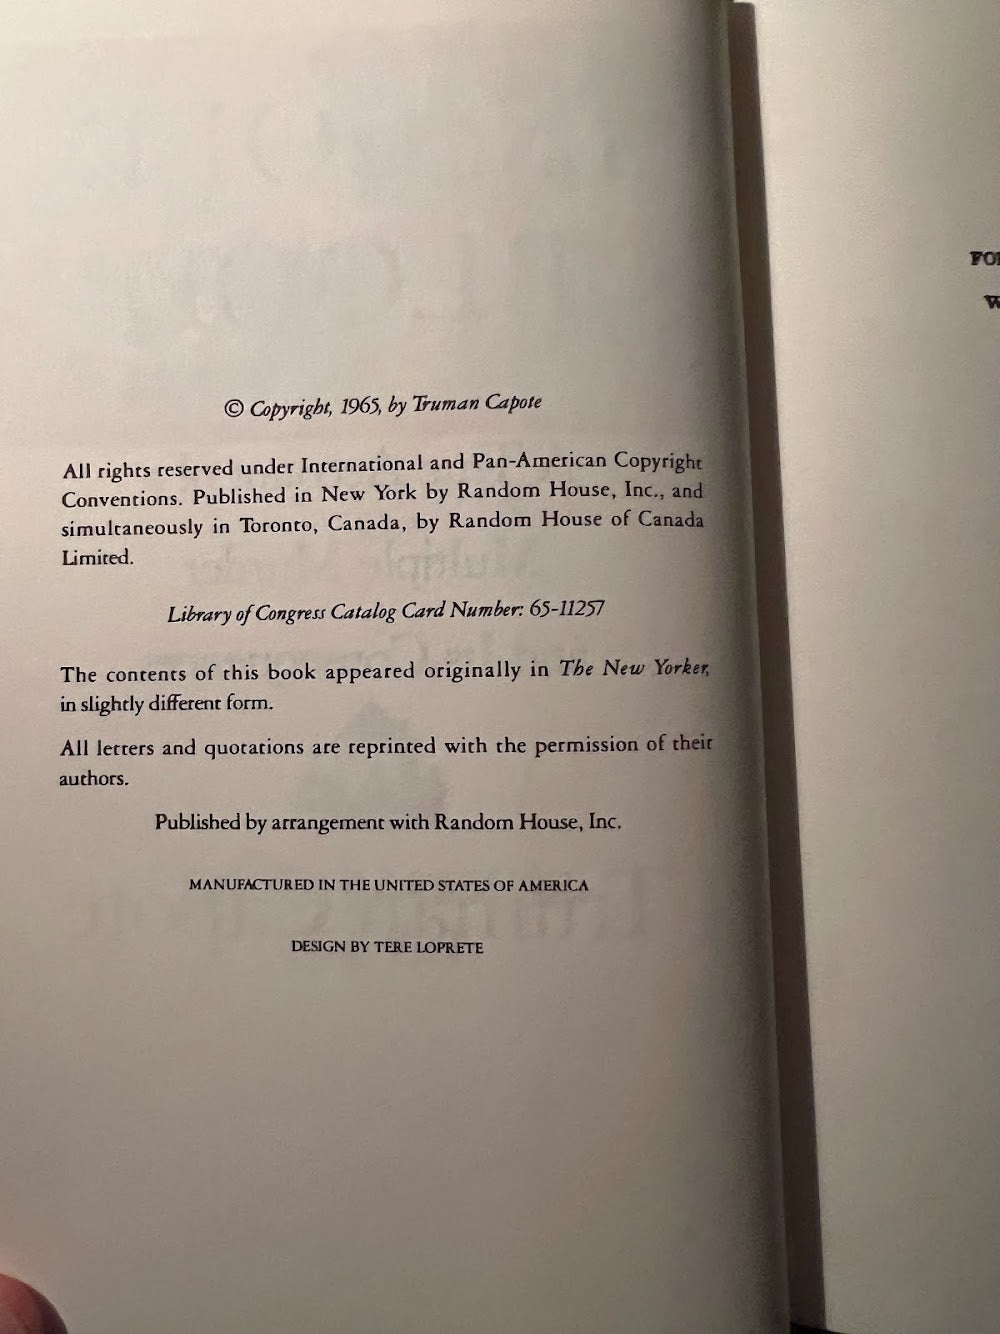 © Copyright, 1965, by Truman Capote
All rights reserved under International and Pan-American Copyright
Conventions. Published in New York by Random House, Inc., and
simultaneously in Toronto, Canada, by Random House of Canada
Limited.
Library of Congress Catalog Card Number: 65-11257
The contents of this book appeared originally in The New Yorker,
in slightly different form.
All letters and quotations are reprinted with the permission of their
authors.
Published by arrangement with Random House, Inc.
MANUFACTURED IN THE UNITED STATES OF AMERICA
DESIGN BY TERE LOPRETE